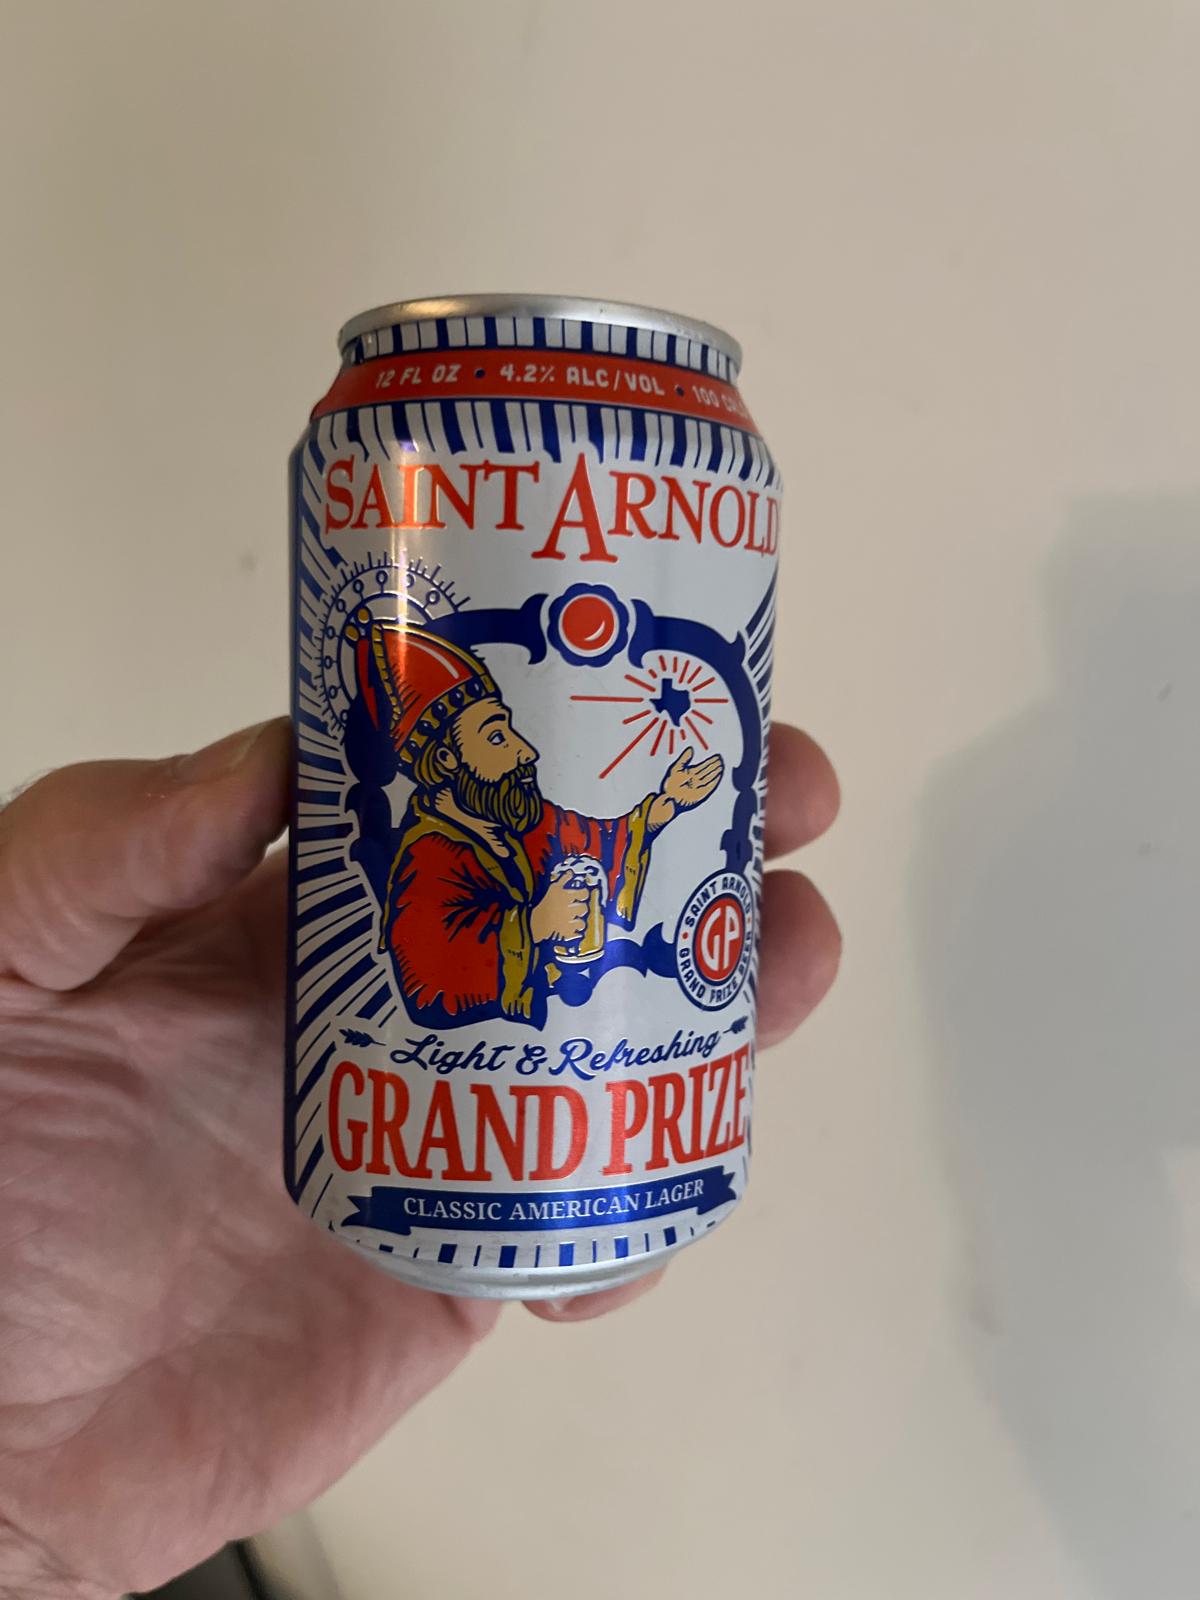 12 FL OZ • 4.2% ALC/VOL • 100
SAINT ARNOLD
SAINT ARNOLD
GP
GRAND PRIZE BEER
Light & Refreshing
GRAND PRIZE
CLASSIC AMERICAN LAGER